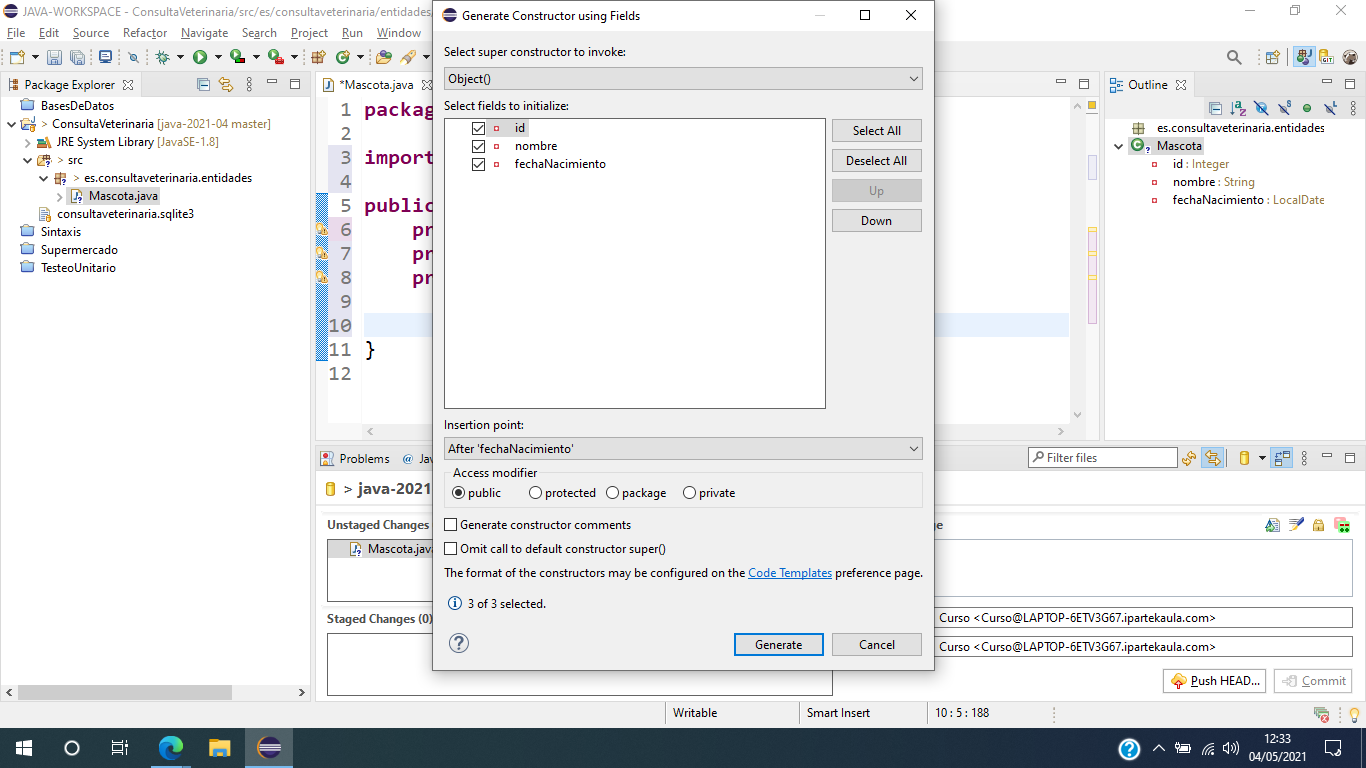 JAVA-WORKSPACE - ConsultaVeterinaria/src/es/consultaveterinaria/entidades
File Edit Source Refactor Navigate Search Project Run Window
Package Explorer
BasesDeDatos
> ConsultaVeterinaria [java-2021-04 master]
JRE System Library [JavaSE-1.8]
> src
> es.consultaveterinaria.entidades
Mascota.java
consultaveterinaria.sqlite3
Sintaxis
Supermercado
TesteoUnitario
*Mascota.java
1 packag
2
3 import
4
5 public
6 pr
7 pr
8 pr
9
10
11 }
12
Generate Constructor using Fields
Select super constructor to invoke:
Object()
Select fields to initialize:
id
nombre
fechaNacimiento
Select All
Deselect All
Up
Down
Insertion point:
After 'fechaNacimiento'
Access modifier
public protected package private
Generate constructor comments
Omit call to default constructor super()
The format of the constructors may be configured on the Code Templates preference page.
3 of 3 selected.
Generate Cancel
Outline
es.consultaveterinaria.entidades
Mascota
id : Integer
nombre : String
fechaNacimiento : LocalDate
Problems @ Jav
Filter files
> java-2021
Unstaged Changes
Mascota.java
Staged Changes (0)
ge
Curso <Curso@LAPTOP-6ETV3G67.ipartekaula.com>
Curso <Curso@LAPTOP-6ETV3G67.ipartekaula.com>
Push HEAD... Commit
Writable Smart Insert 10 : 5 : 188
12:33
04/05/2021